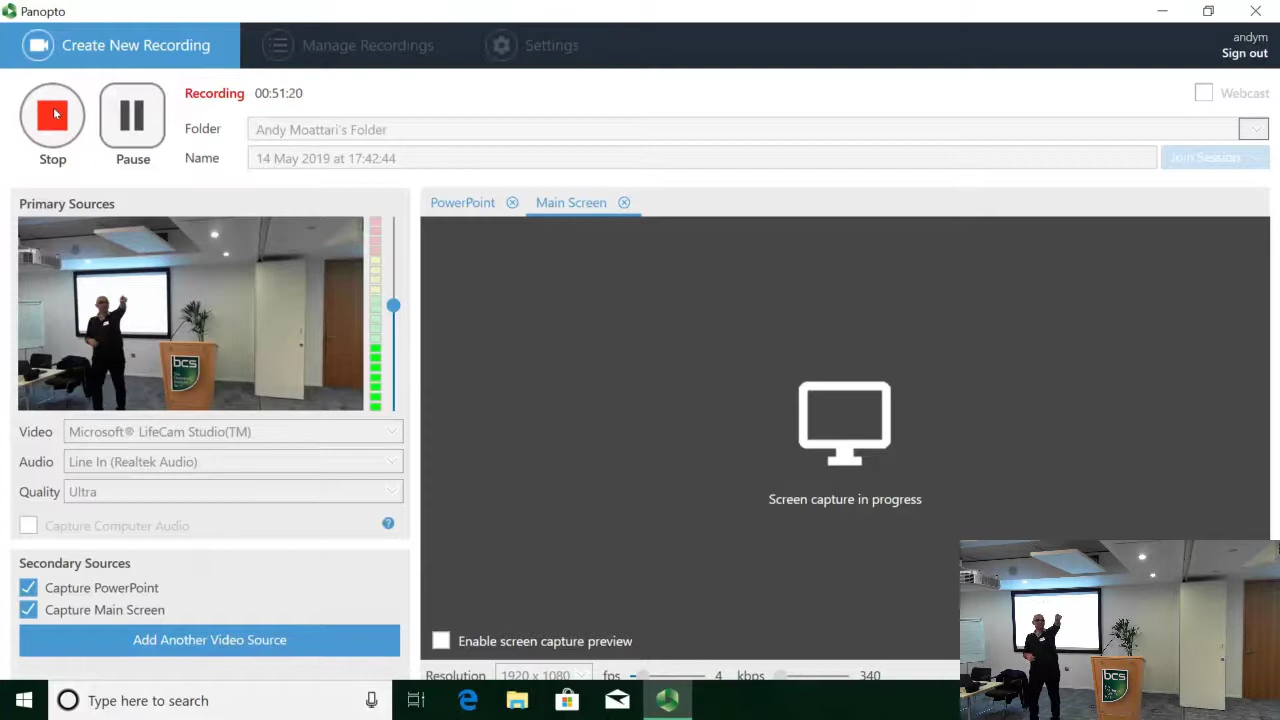 Panopto
Create New Recording
Manage Recordings
Settings
andym
Sign out
Recording 00:51:20
Webcast
Folder Andy Moattari's Folder
Stop Pause
Name 14 May 2019 at 17:42:44
Join Session
Primary Sources
PowerPoint
Main Screen
bcs
Video Microsoft® LifeCam Studio(TM)
Audio Line In (Realtek Audio)
Quality Ultra
Capture Computer Audio
?
Screen capture in progress
Secondary Sources
Capture PowerPoint
Capture Main Screen
Add Another Video Source
Enable screen capture preview
Resolution 1920 x 1080 fps 4 kbps 340
bcs
Type here to search